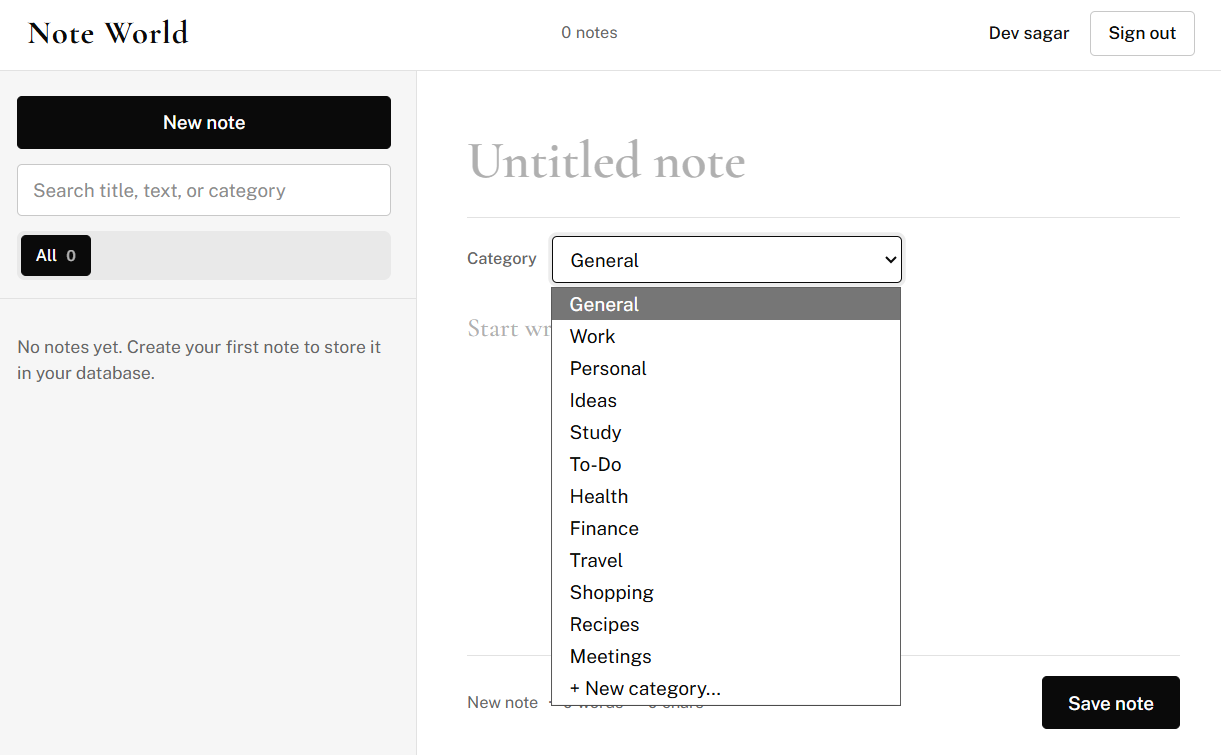 Note World
0 notes
Dev sagar
Sign out
New note
Search title, text, or category
All 0
No notes yet. Create your first note to store it
in your database.
Untitled note
Category
General
Start
General
Work
Personal
Ideas
Study
To-Do
Health
Finance
Travel
Shopping
Recipes
Meetings
+ New category...
New note
Save note